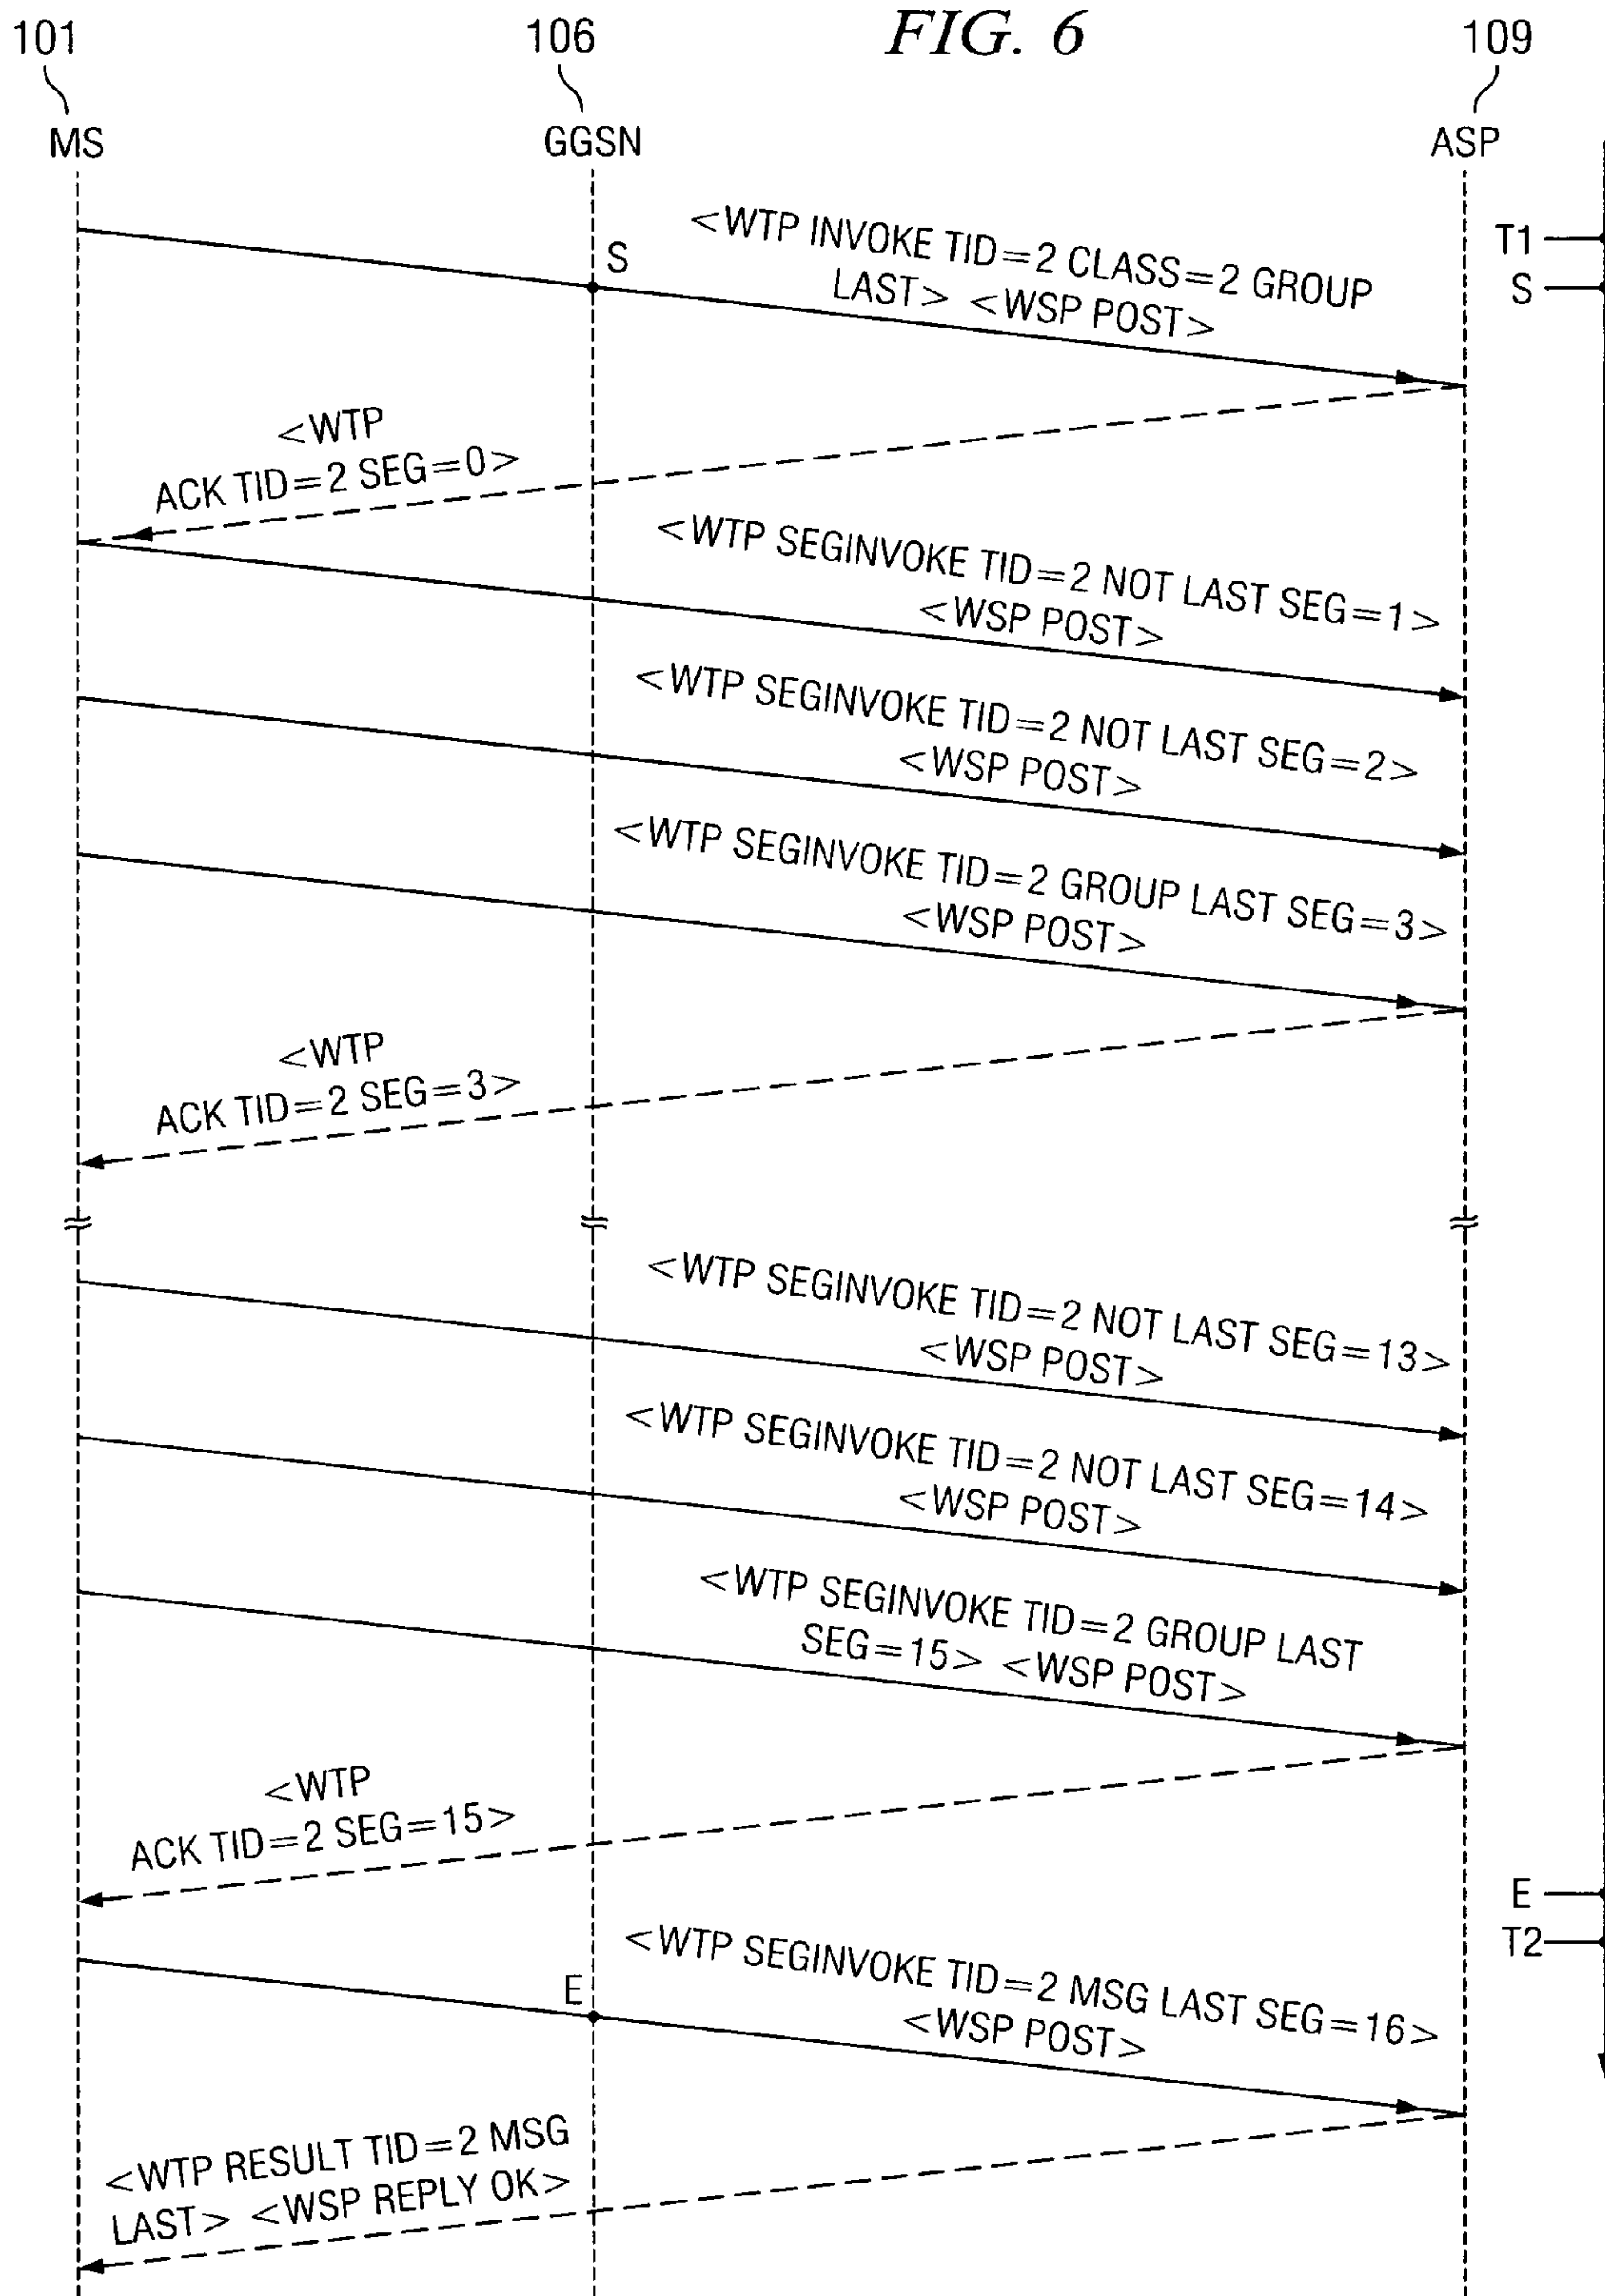 FIG. 6
101
106
109
MS
GGSN
ASP
<WTP INVOKE TID=2 CLASS=2 GROUP
LAST> <WSP POST>
S
T1
S
<WTP
ACK TID=2 SEG=0>
<WTP SEGINVOKE TID=2 NOT LAST SEG=1>
<WSP POST>
<WTP SEGINVOKE TID=2 NOT LAST SEG=2>
<WSP POST>
<WTP SEGINVOKE TID=2 GROUP LAST SEG=3>
<WSP POST>
<WTP
ACK TID=2 SEG=3>
<WTP SEGINVOKE TID=2 NOT LAST SEG=13>
<WSP POST>
<WTP SEGINVOKE TID=2 NOT LAST SEG=14>
<WSP POST>
<WTP SEGINVOKE TID=2 GROUP LAST
SEG=15> <WSP POST>
<WTP
ACK TID=2 SEG=15>
E
T2
<WTP SEGINVOKE TID=2 MSG LAST SEG=16>
<WSP POST>
E
<WTP RESULT TID=2 MSG
LAST> <WSP REPLY OK>